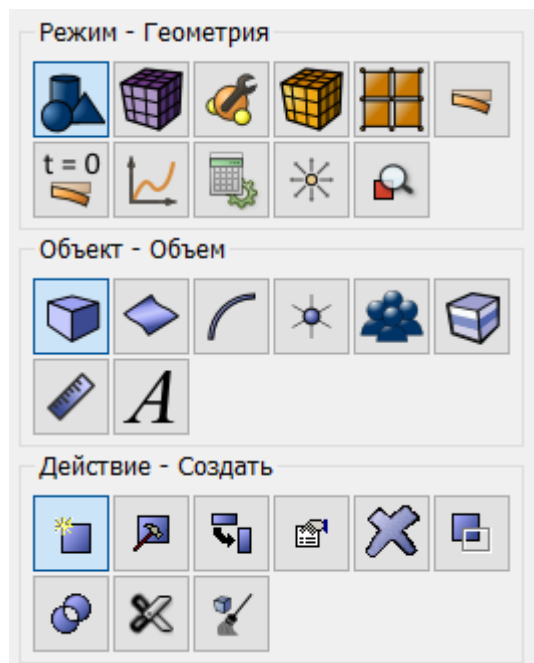 Режим - Геометрия
t = 0
Объект - Объем
A
Действие - Создать